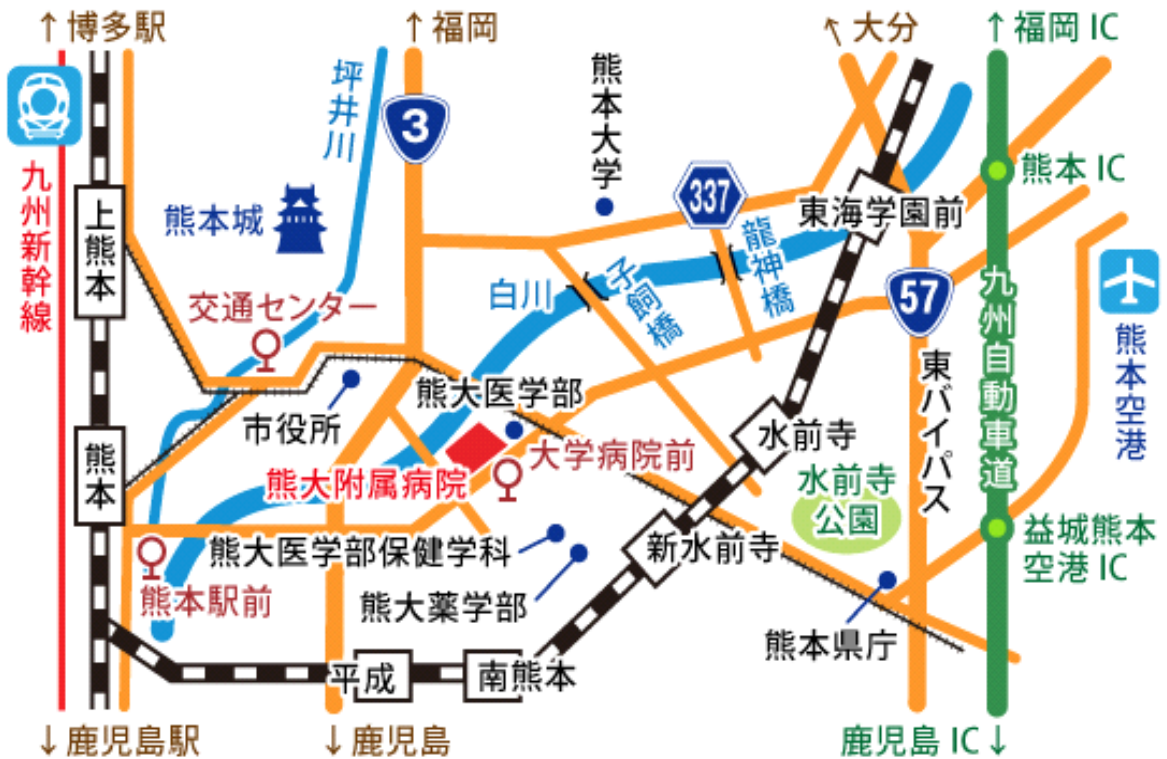 ↑博多駅
↑福岡
↖大分
↑福岡 IC
坪井川
3
熊本大学
337
熊本 IC
九州新幹線
上熊本
熊本城
東海学園前
龍神橋
子飼橋
白川
57
九州自動車道
交通センター
東バイパス
熊本空港
熊大医学部
市役所
水前寺
大学病院前
熊本
熊大附属病院
水前寺
公園
新水前寺
益城熊本
空港 IC
熊大医学部保健学科
熊本駅前
熊大薬学部
熊本県庁
平成
南熊本
↓鹿児島駅
↓鹿児島
鹿児島 IC↓